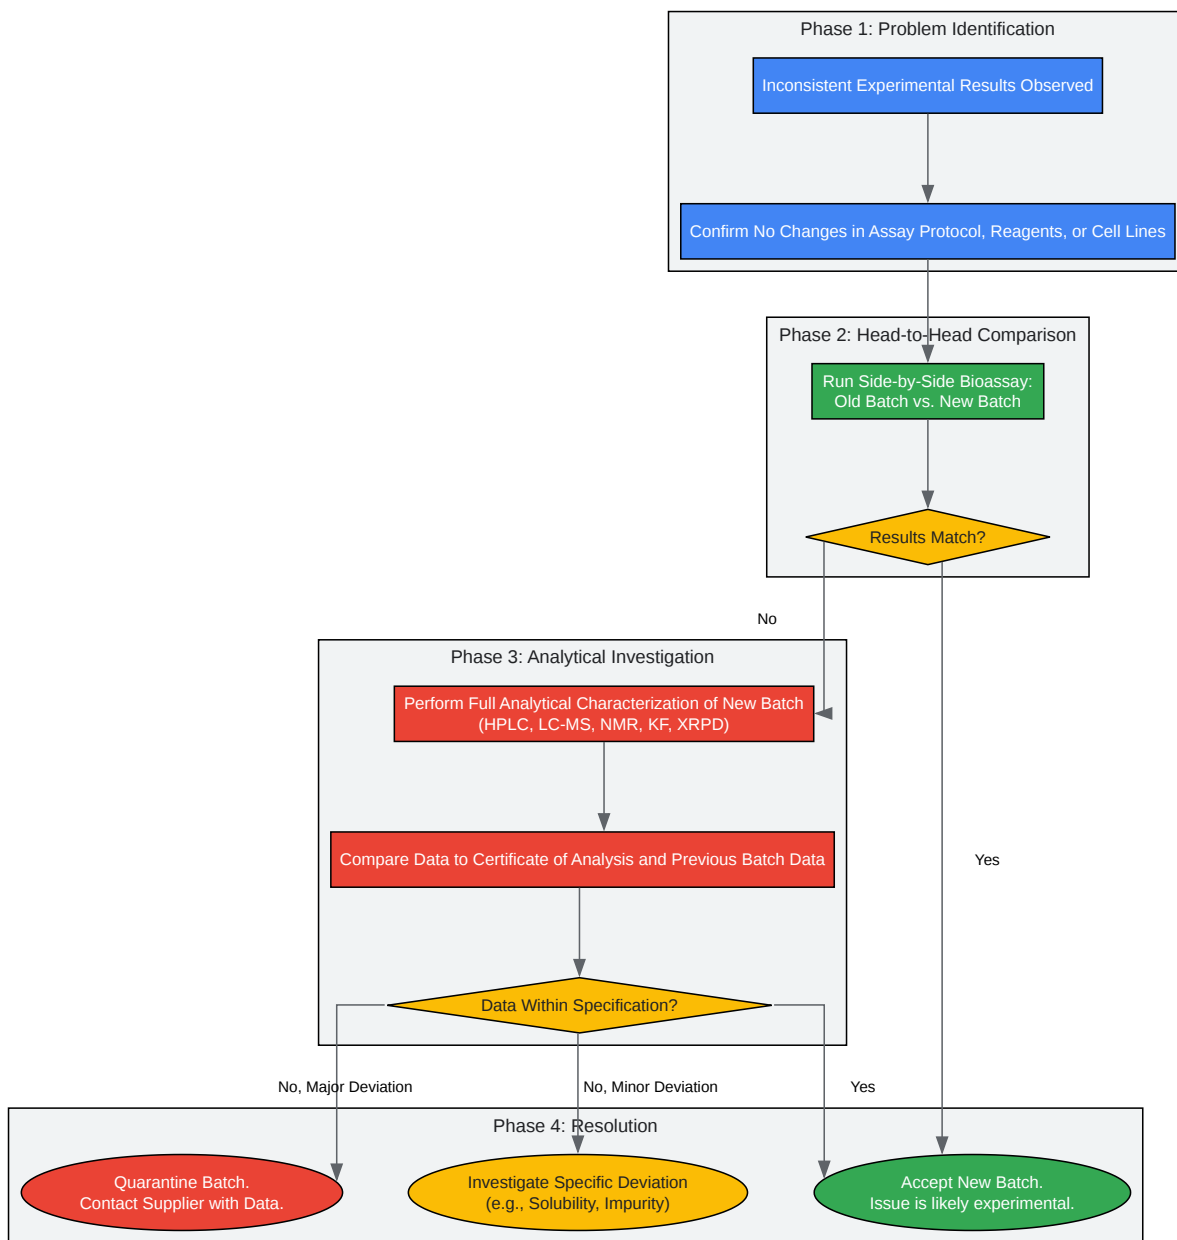 Phase 1: Problem Identification
Inconsistent Experimental Results Observed
Confirm No Changes in Assay Protocol, Reagents, or Cell Lines
Phase 2: Head-to-Head Comparison
Run Side-by-Side Bioassay:
Old Batch vs. New Batch
Results Match?
No
Phase 3: Analytical Investigation
Perform Full Analytical Characterization of New Batch
(HPLC, LC-MS, NMR, KF, XRPD)
Compare Data to Certificate of Analysis and Previous Batch Data
Yes
Data Within Specification?
No, Major Deviation
No, Minor Deviation
Yes
Phase 4: Resolution
Quarantine Batch.
Contact Supplier with Data.
Investigate Specific Deviation
(e.g., Solubility, Impurity)
Accept New Batch.
Issue is likely experimental.